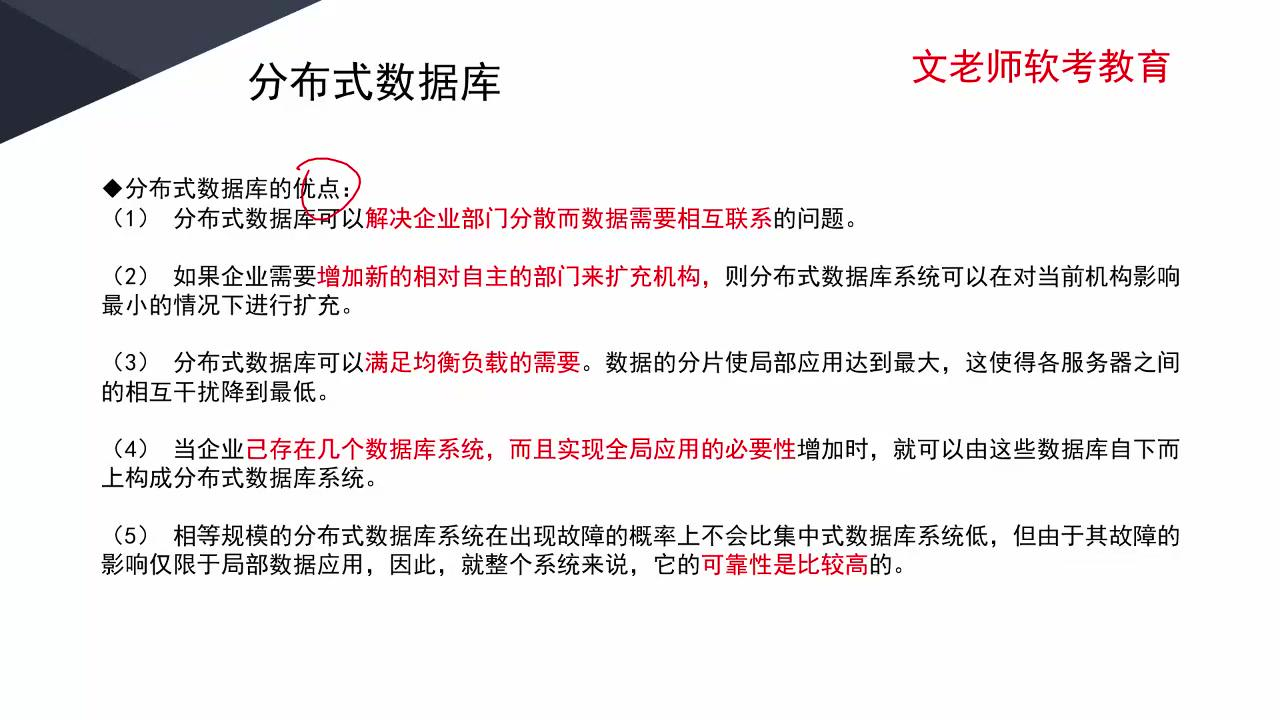 分布式数据库
文老师软考教育
◆分布式数据库的优点：
（1） 分布式数据库可以解决企业部门分散而数据需要相互联系的问题。
（2） 如果企业需要增加新的相对自主的部门来扩充机构，则分布式数据库系统可以在对当前机构影响
最小的情况下进行扩充。
（3） 分布式数据库可以满足均衡负载的需要。数据的分片使局部应用达到最大，这使得各服务器之间
的相互干扰降到最低。
（4） 当企业己存在几个数据库系统，而且实现全局应用的必要性增加时，就可以由这些数据库自下而
上构成分布式数据库系统。
（5） 相等规模的分布式数据库系统在出现故障的概率上不会比集中式数据库系统低，但由于其故障的
影响仅限于局部数据应用，因此，就整个系统来说，它的可靠性是比较高的。